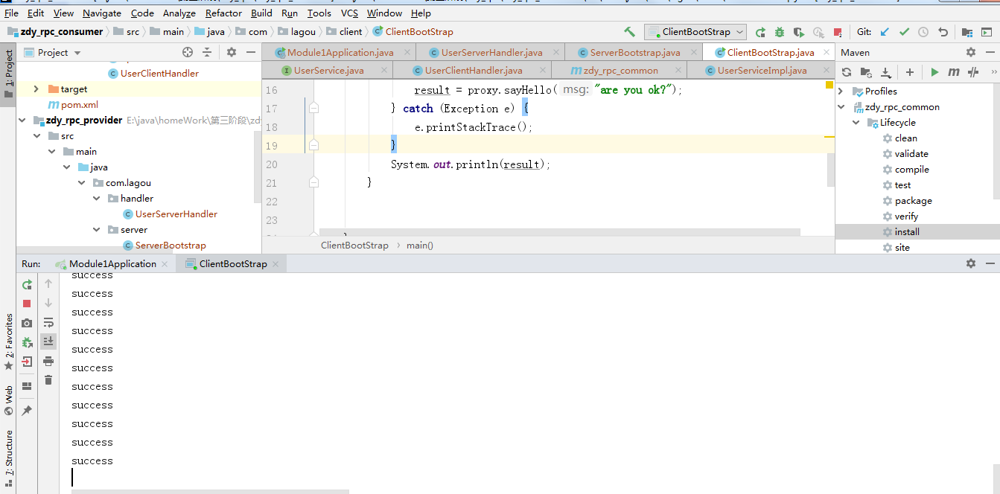 File Edit View Navigate Code Analyze Refactor Build Run Tools VCS Window Help
zdy_rpc_consumer src main java com lagou client ClientBootStrap
ClientBootStrap
Git:
1: Project
Project
UserClientHandler
target
pom.xml
zdy_rpc_provider E:\java\homeWork\第三阶段\zd
src
main
java
com.lagou
handler
UserServerHandler
server
ServerBootstrap
Module1Application.java UserServerHandler.java ServerBootstrap.java ClientBootStrap.java
UserService.java UserClientHandler.java zdy_rpc_common UserServiceImpl.java
16 result = proxy.sayHello( msg: "are you ok?");
17 } catch (Exception e) {
18 e.printStackTrace();
19 }
20 System.out.println(result);
21 }
22
23
ClientBootStrap main()
Maven
Profiles
zdy_rpc_common
Lifecycle
clean
validate
compile
test
package
verify
install
site
Run: Module1Application ClientBootStrap
success
success
success
success
success
success
success
success
success
success
success
2: Favorites
Web
7: Structure